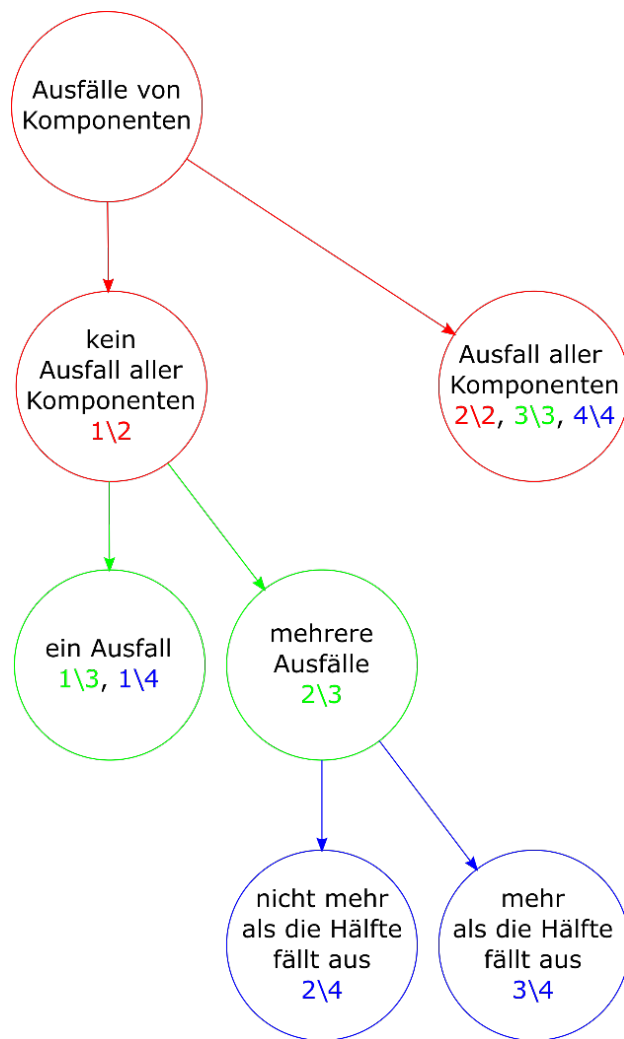 Ausfälle von
Komponenten
kein
Ausfall aller
Komponenten
1\2
Ausfall aller
Komponenten
2\2, 3\3, 4\4
ein Ausfall
1\3, 1\4
mehrere
Ausfälle
2\3
nicht mehr
als die Hälfte
fällt aus
2\4
mehr
als die Hälfte
fällt aus
3\4